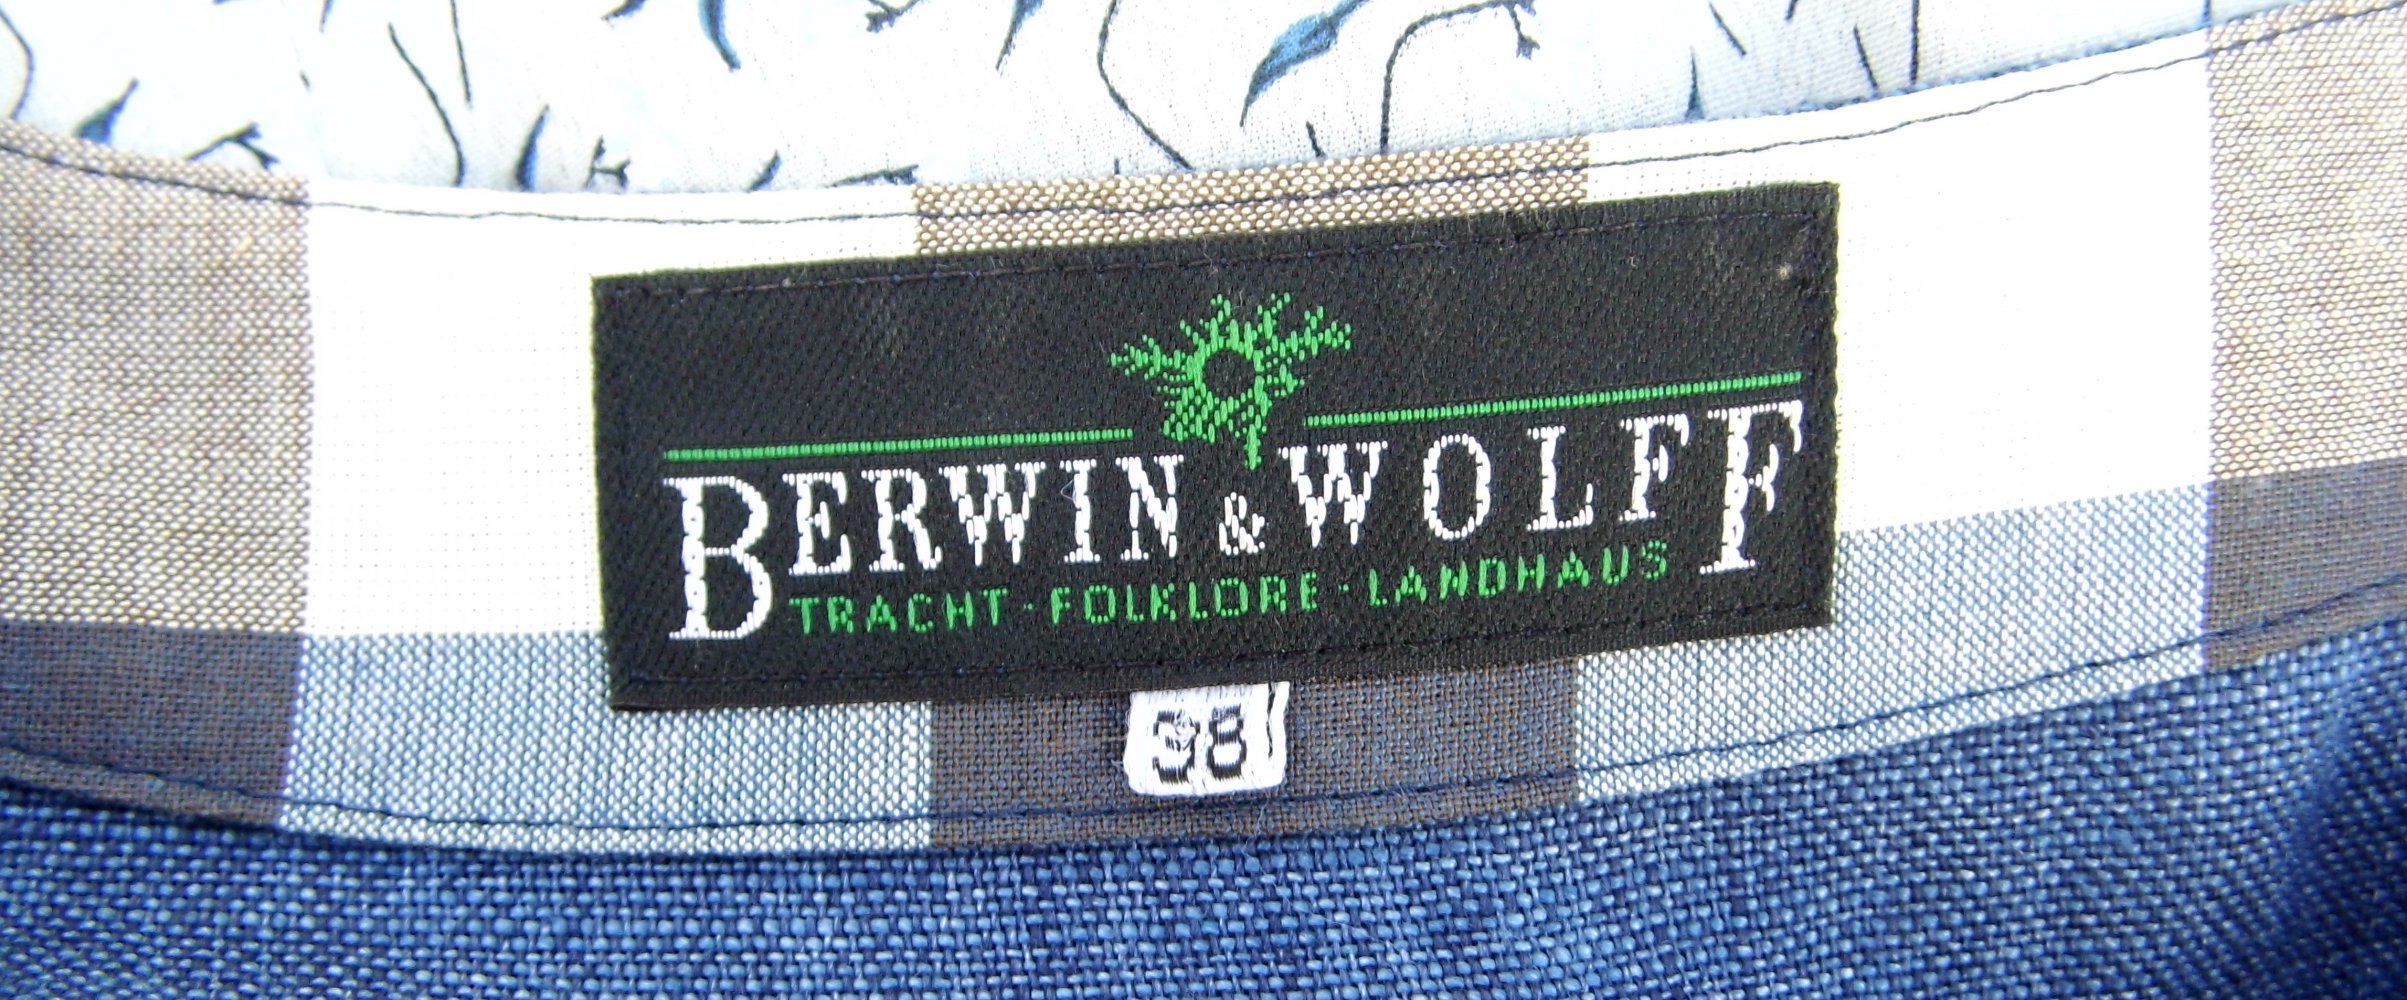 BERWIN & WOLFF
TRACHT · FOLKLORE · LANDHAUS
38